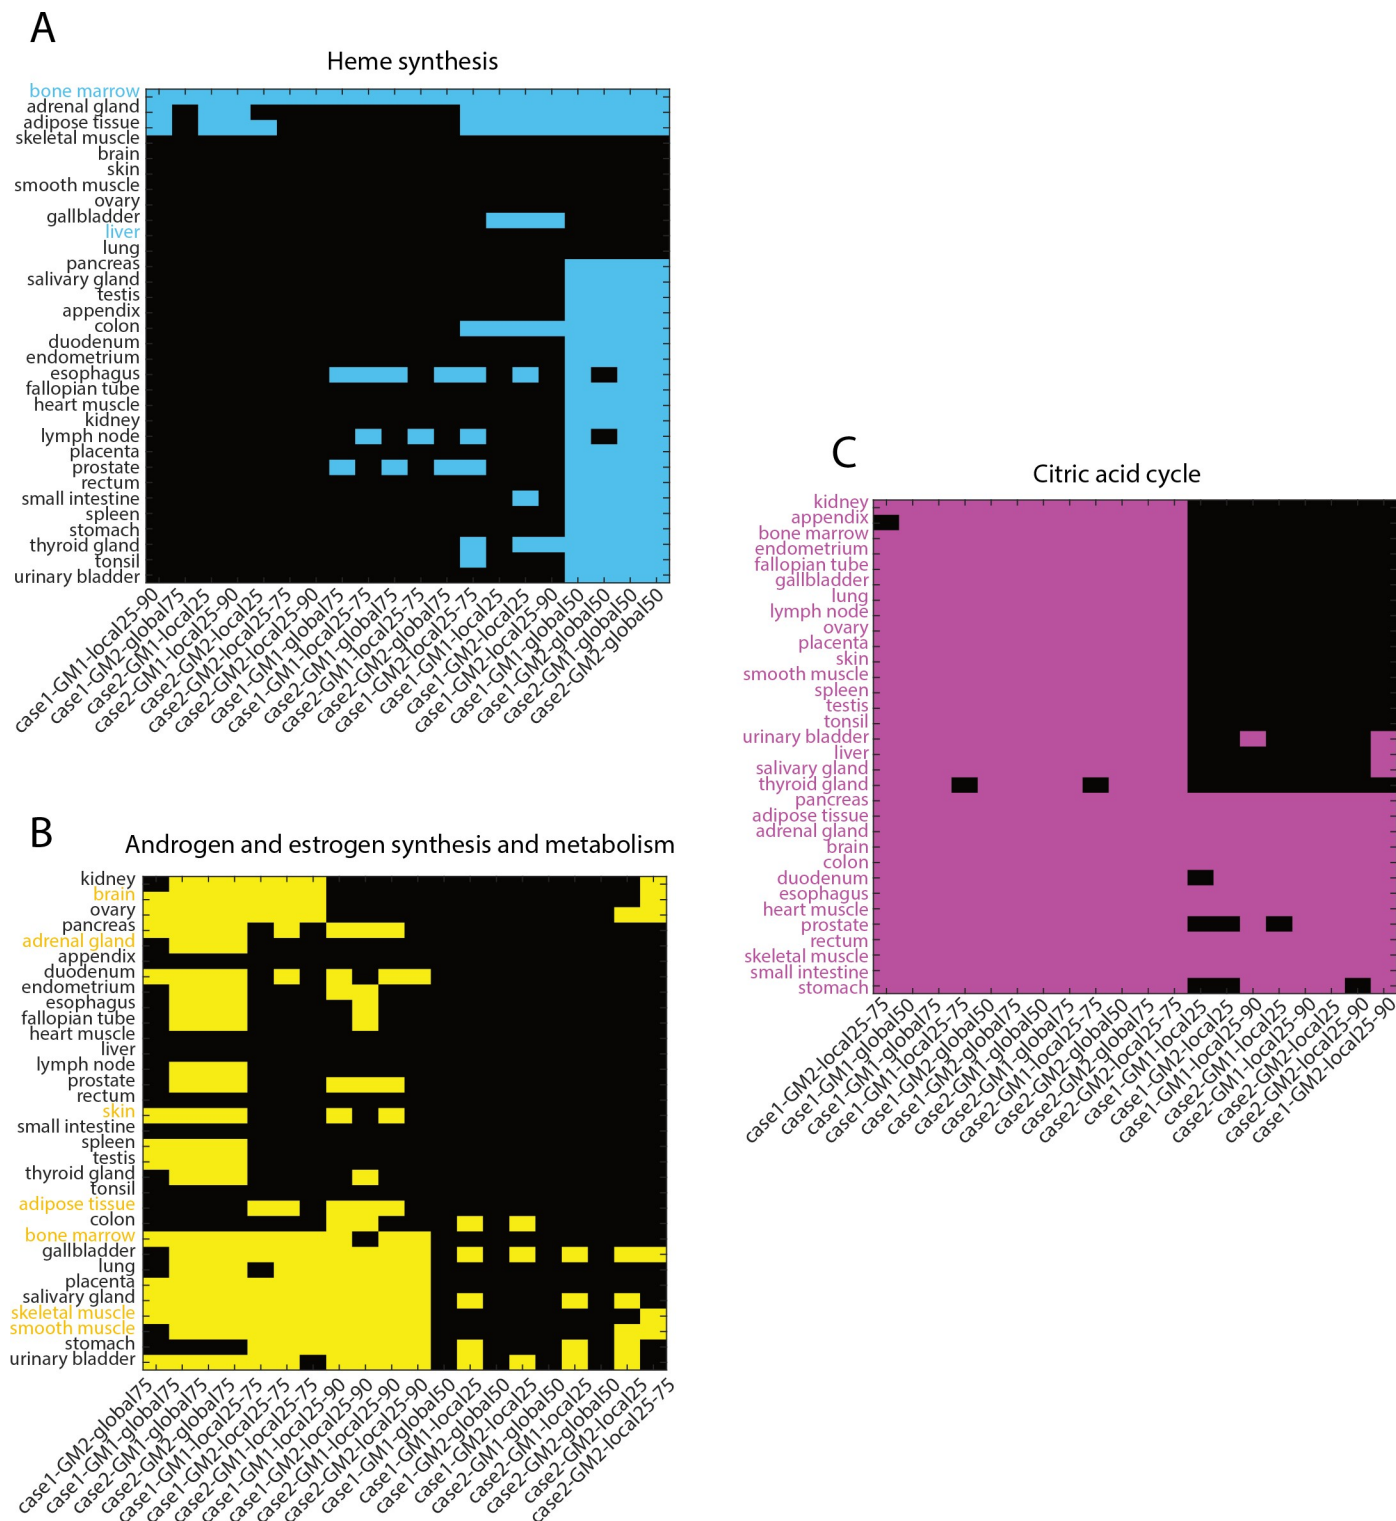 A
Heme synthesis
bone marrow
adrenal gland
adipose tissue
skeletal muscle
brain
skin
smooth muscle
ovary
gallbladder
liver
lung
pancreas
salivary gland
testis
appendix
colon
duodenum
endometrium
esophagus
fallopian tube
heart muscle
kidney
lymph node
placenta
prostate
rectum
small intestine
spleen
stomach
thyroid gland
tonsil
urinary bladder
case1-GM1-local25-90
case1-GM2-global75
case1-GM1-local25
case2-GM1-local25-90
case2-GM2-local25
case2-GM2-local25-75
case2-GM2-local25-90
case1-GM1-global75
case1-GM1-local25-75
case2-GM1-global75
case2-GM1-local25-75
case2-GM2-global75
case1-GM2-local25-75
case1-GM1-local25
case1-GM2-local25
case1-GM2-local25-90
case1-GM1-global50
case1-GM2-global50
case2-GM1-global50
case2-GM2-global50
B
Androgen and estrogen synthesis and metabolism
kidney
brain
ovary
pancreas
adrenal gland
appendix
duodenum
endometrium
esophagus
fallopian tube
heart muscle
liver
lymph node
prostate
rectum
skin
small intestine
spleen
testis
thyroid gland
tonsil
adipose tissue
colon
bone marrow
gallbladder
lung
placenta
salivary gland
skeletal muscle
smooth muscle
stomach
urinary bladder
case1-GM2-global75
case1-GM1-global75
case2-GM1-global75
case2-GM2-global75
case1-GM1-local25-75
case1-GM2-local25-75
case2-GM1-local25-75
case1-GM1-local25-90
case1-GM2-local25-90
case2-GM1-local25-90
case2-GM2-local25-90
case1-GM1-global50
case1-GM1-local25
case1-GM2-global50
case1-GM2-local25
case2-GM1-global50
case2-GM1-local25
case2-GM2-global50
case2-GM2-local25
case2-GM2-local25-75
C
Citric acid cycle
kidney
appendix
bone marrow
endometrium
fallopian tube
gallbladder
lung
lymph node
ovary
placenta
skin
smooth muscle
spleen
testis
tonsil
urinary bladder
liver
salivary gland
thyroid gland
pancreas
adipose tissue
adrenal gland
brain
colon
duodenum
esophagus
heart muscle
prostate
rectum
skeletal muscle
small intestine
stomach
case1-GM2-local25-75
case1-GM1-global50
case1-GM1-global75
case1-GM1-local25-75
case1-GM2-global50
case1-GM2-global75
case2-GM1-global50
case2-GM1-global75
case2-GM1-local25-75
case2-GM2-global50
case2-GM2-global75
case2-GM2-local25-75
case1-GM1-local25
case1-GM2-local25
case1-GM1-local25-90
case2-GM1-local25
case2-GM1-local25-90
case2-GM2-local25
case2-GM2-local25-90
case1-GM2-local25-90